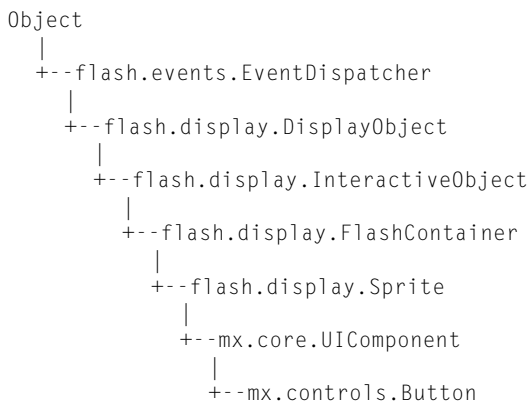 Object
|
+--flash.events.EventDispatcher
|
+--flash.display.DisplayObject
|
+--flash.display.InteractiveObject
|
+--flash.display.FlashContainer
|
+--flash.display.Sprite
|
+--mx.core.UIComponent
|
+--mx.controls.Button